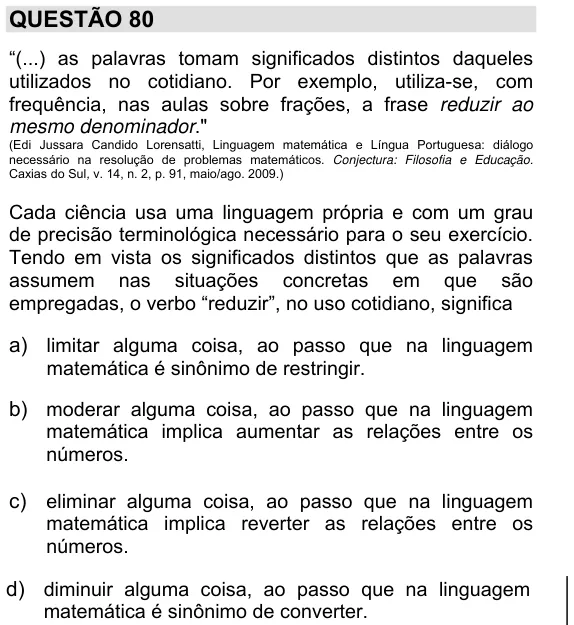 QUESTÃO 80
“(...) as palavras tomam significados distintos daqueles
utilizados no cotidiano. Por exemplo, utiliza-se, com
frequência, nas aulas sobre frações, a frase reduzir ao
mesmo denominador."
(Edi Jussara Candido Lorensatti, Linguagem matemática e Língua Portuguesa: diálogo
necessário na resolução de problemas matemáticos. Conjectura: Filosofia e Educação.
Caxias do Sul, v. 14, n. 2, p. 91, maio/ago. 2009.)
Cada ciência usa uma linguagem própria e com um grau
de precisão terminológica necessário para o seu exercício.
Tendo em vista os significados distintos que as palavras
assumem nas situações concretas em que são
empregadas, o verbo “reduzir”, no uso cotidiano, significa
a) limitar alguma coisa, ao passo que na linguagem
matemática é sinônimo de restringir.
b) moderar alguma coisa, ao passo que na linguagem
matemática implica aumentar as relações entre os
números.
c) eliminar alguma coisa, ao passo que na linguagem
matemática implica reverter as relações entre os
números.
d) diminuir alguma coisa, ao passo que na linguagem
matemática é sinônimo de converter.